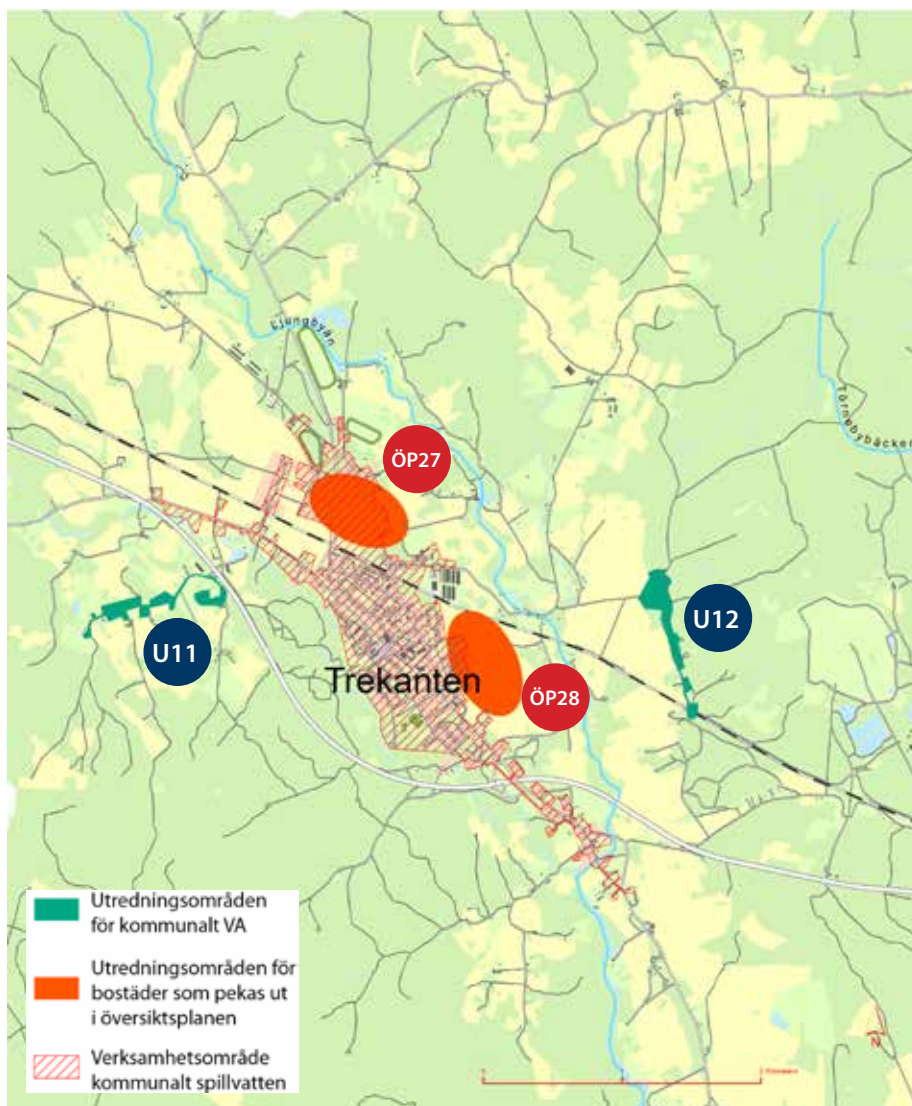 Ljungbyån
Törnebybäcken
ÖP27
U11
U12
Trekanten
ÖP28
Utredningsområden
för kommunalt VA
Utredningsområden för
bostäder som pekas ut
i översiktsplanen
Verksamhetsområde
kommunalt spillvatten
N